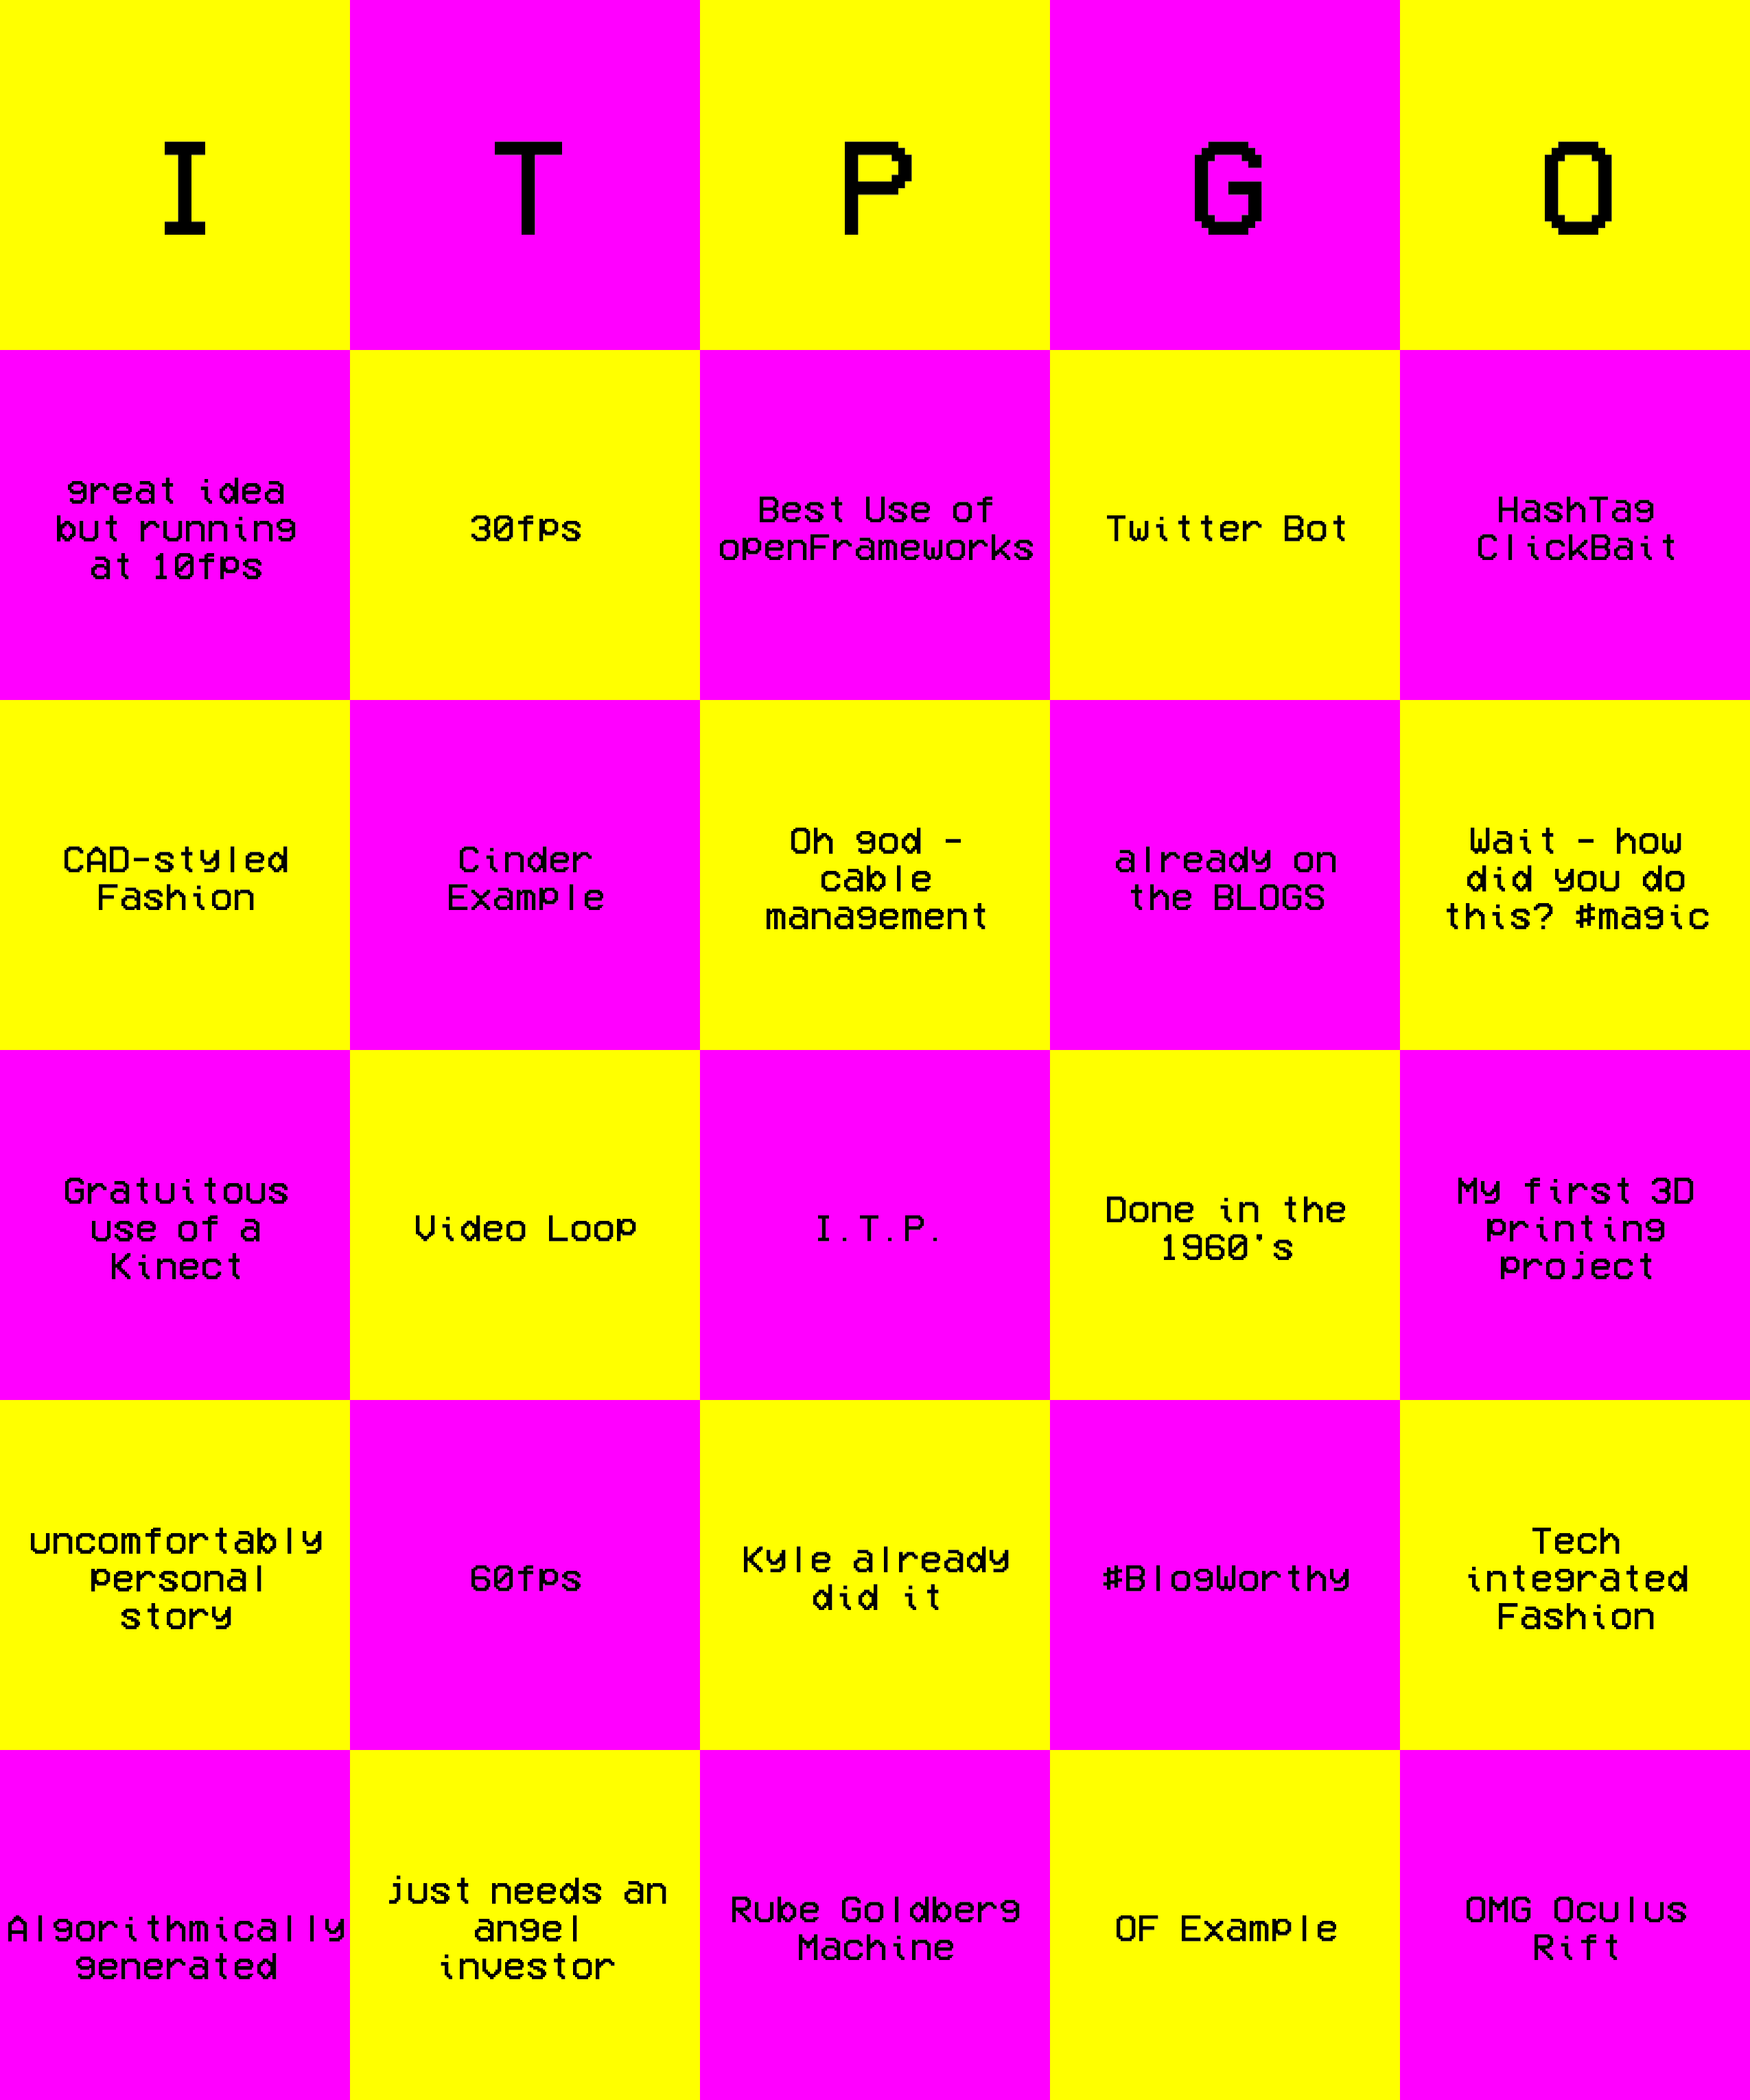 I T P G O
great idea
but running
at 10fps
30fps
Best Use of
openFrameworks
Twitter Bot
HashTag
ClickBait
CAD-styled
Fashion
Cinder
Example
Oh god -
cable
management
already on
the BLOGS
Wait - how
did you do
this? #magic
Gratuitous
use of a
Kinect
Video Loop
I.T.P.
Done in the
1960's
My first 3D
printing
project
uncomfortably
personal
story
60fps
Kyle already
did it
#BlogWorthy
Tech
integrated
Fashion
Algorithmically
generated
just needs an
angel
investor
Rube Goldberg
Machine
OF Example
OMG Oculus
Rift